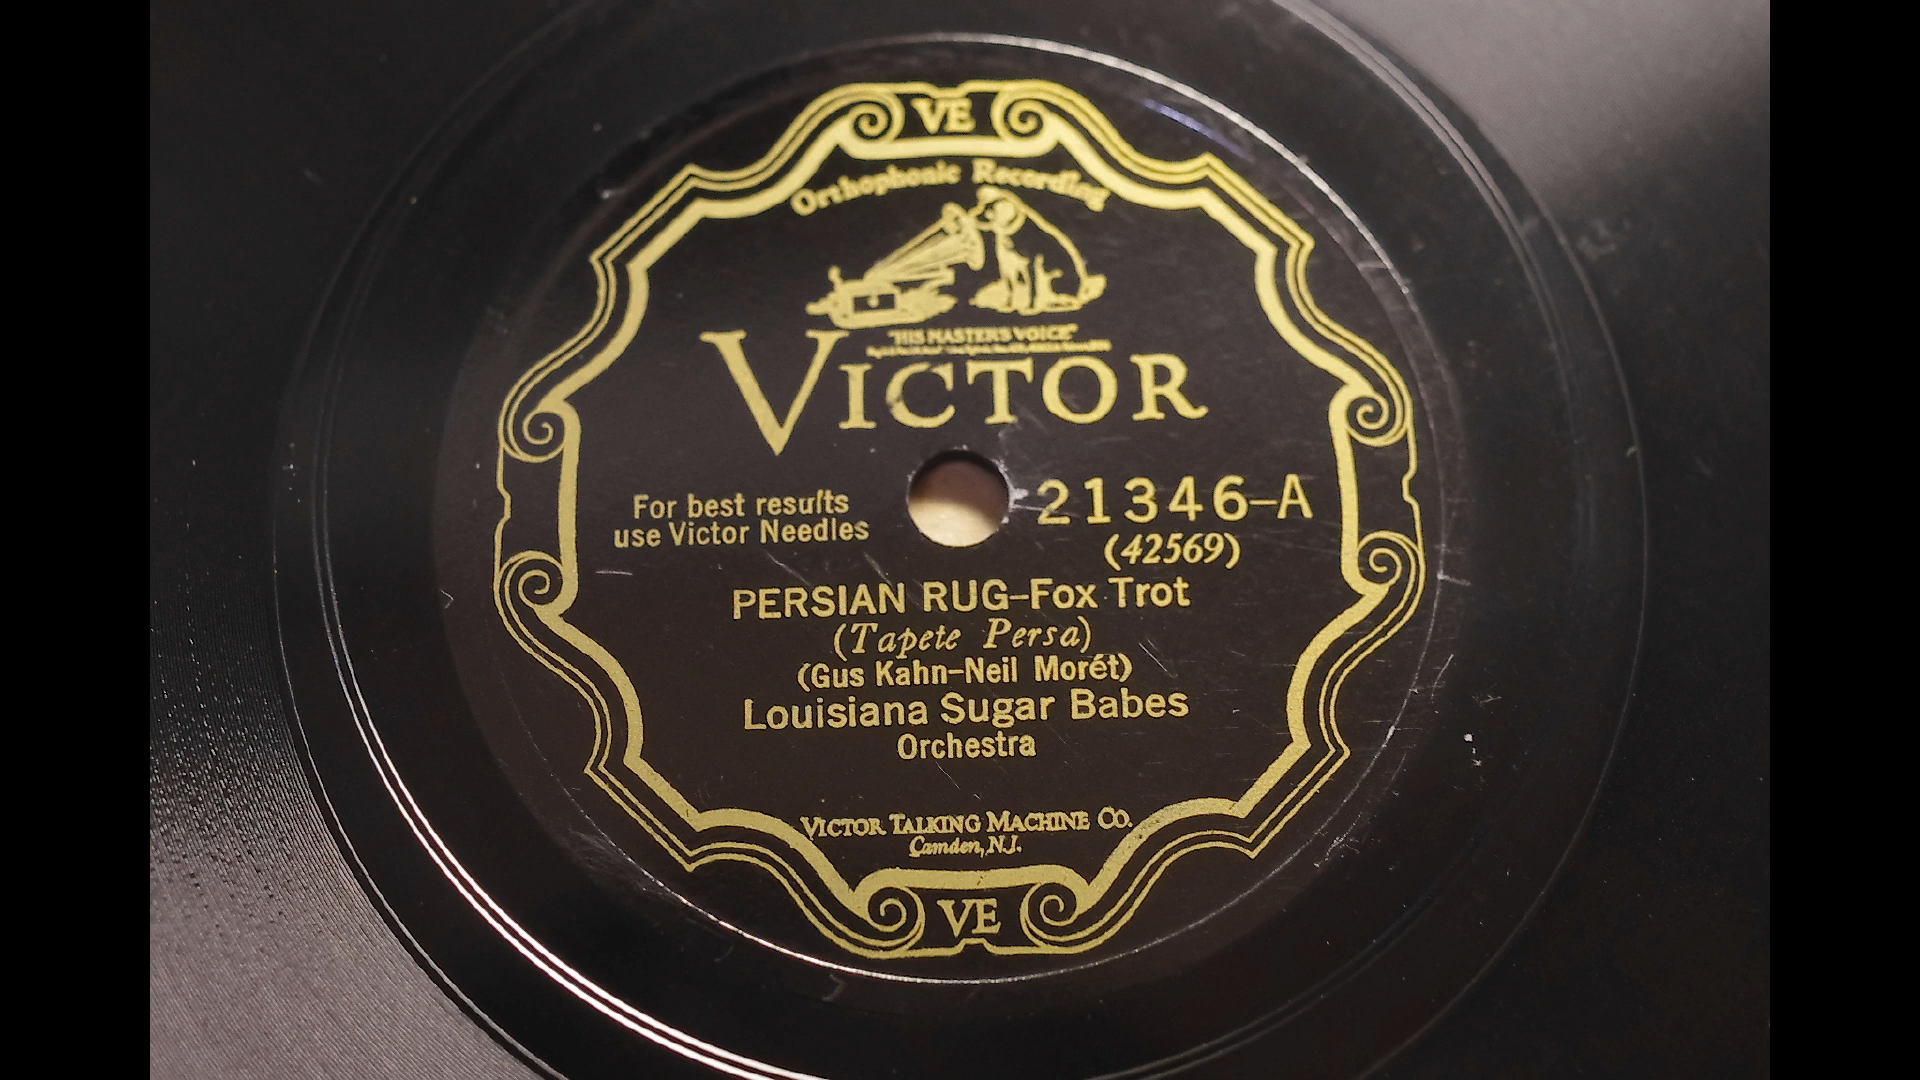 VE
Orthophonic Recording
"HIS MASTER'S VOICE"
VICTOR
For best results
use Victor Needles
21346-A
(42569)
PERSIAN RUG-Fox Trot
(Tapete Persa)
(Gus Kahn-Neil Morét)
Louisiana Sugar Babes
Orchestra
VICTOR TALKING MACHINE CO.
Camden, N.J.
VE